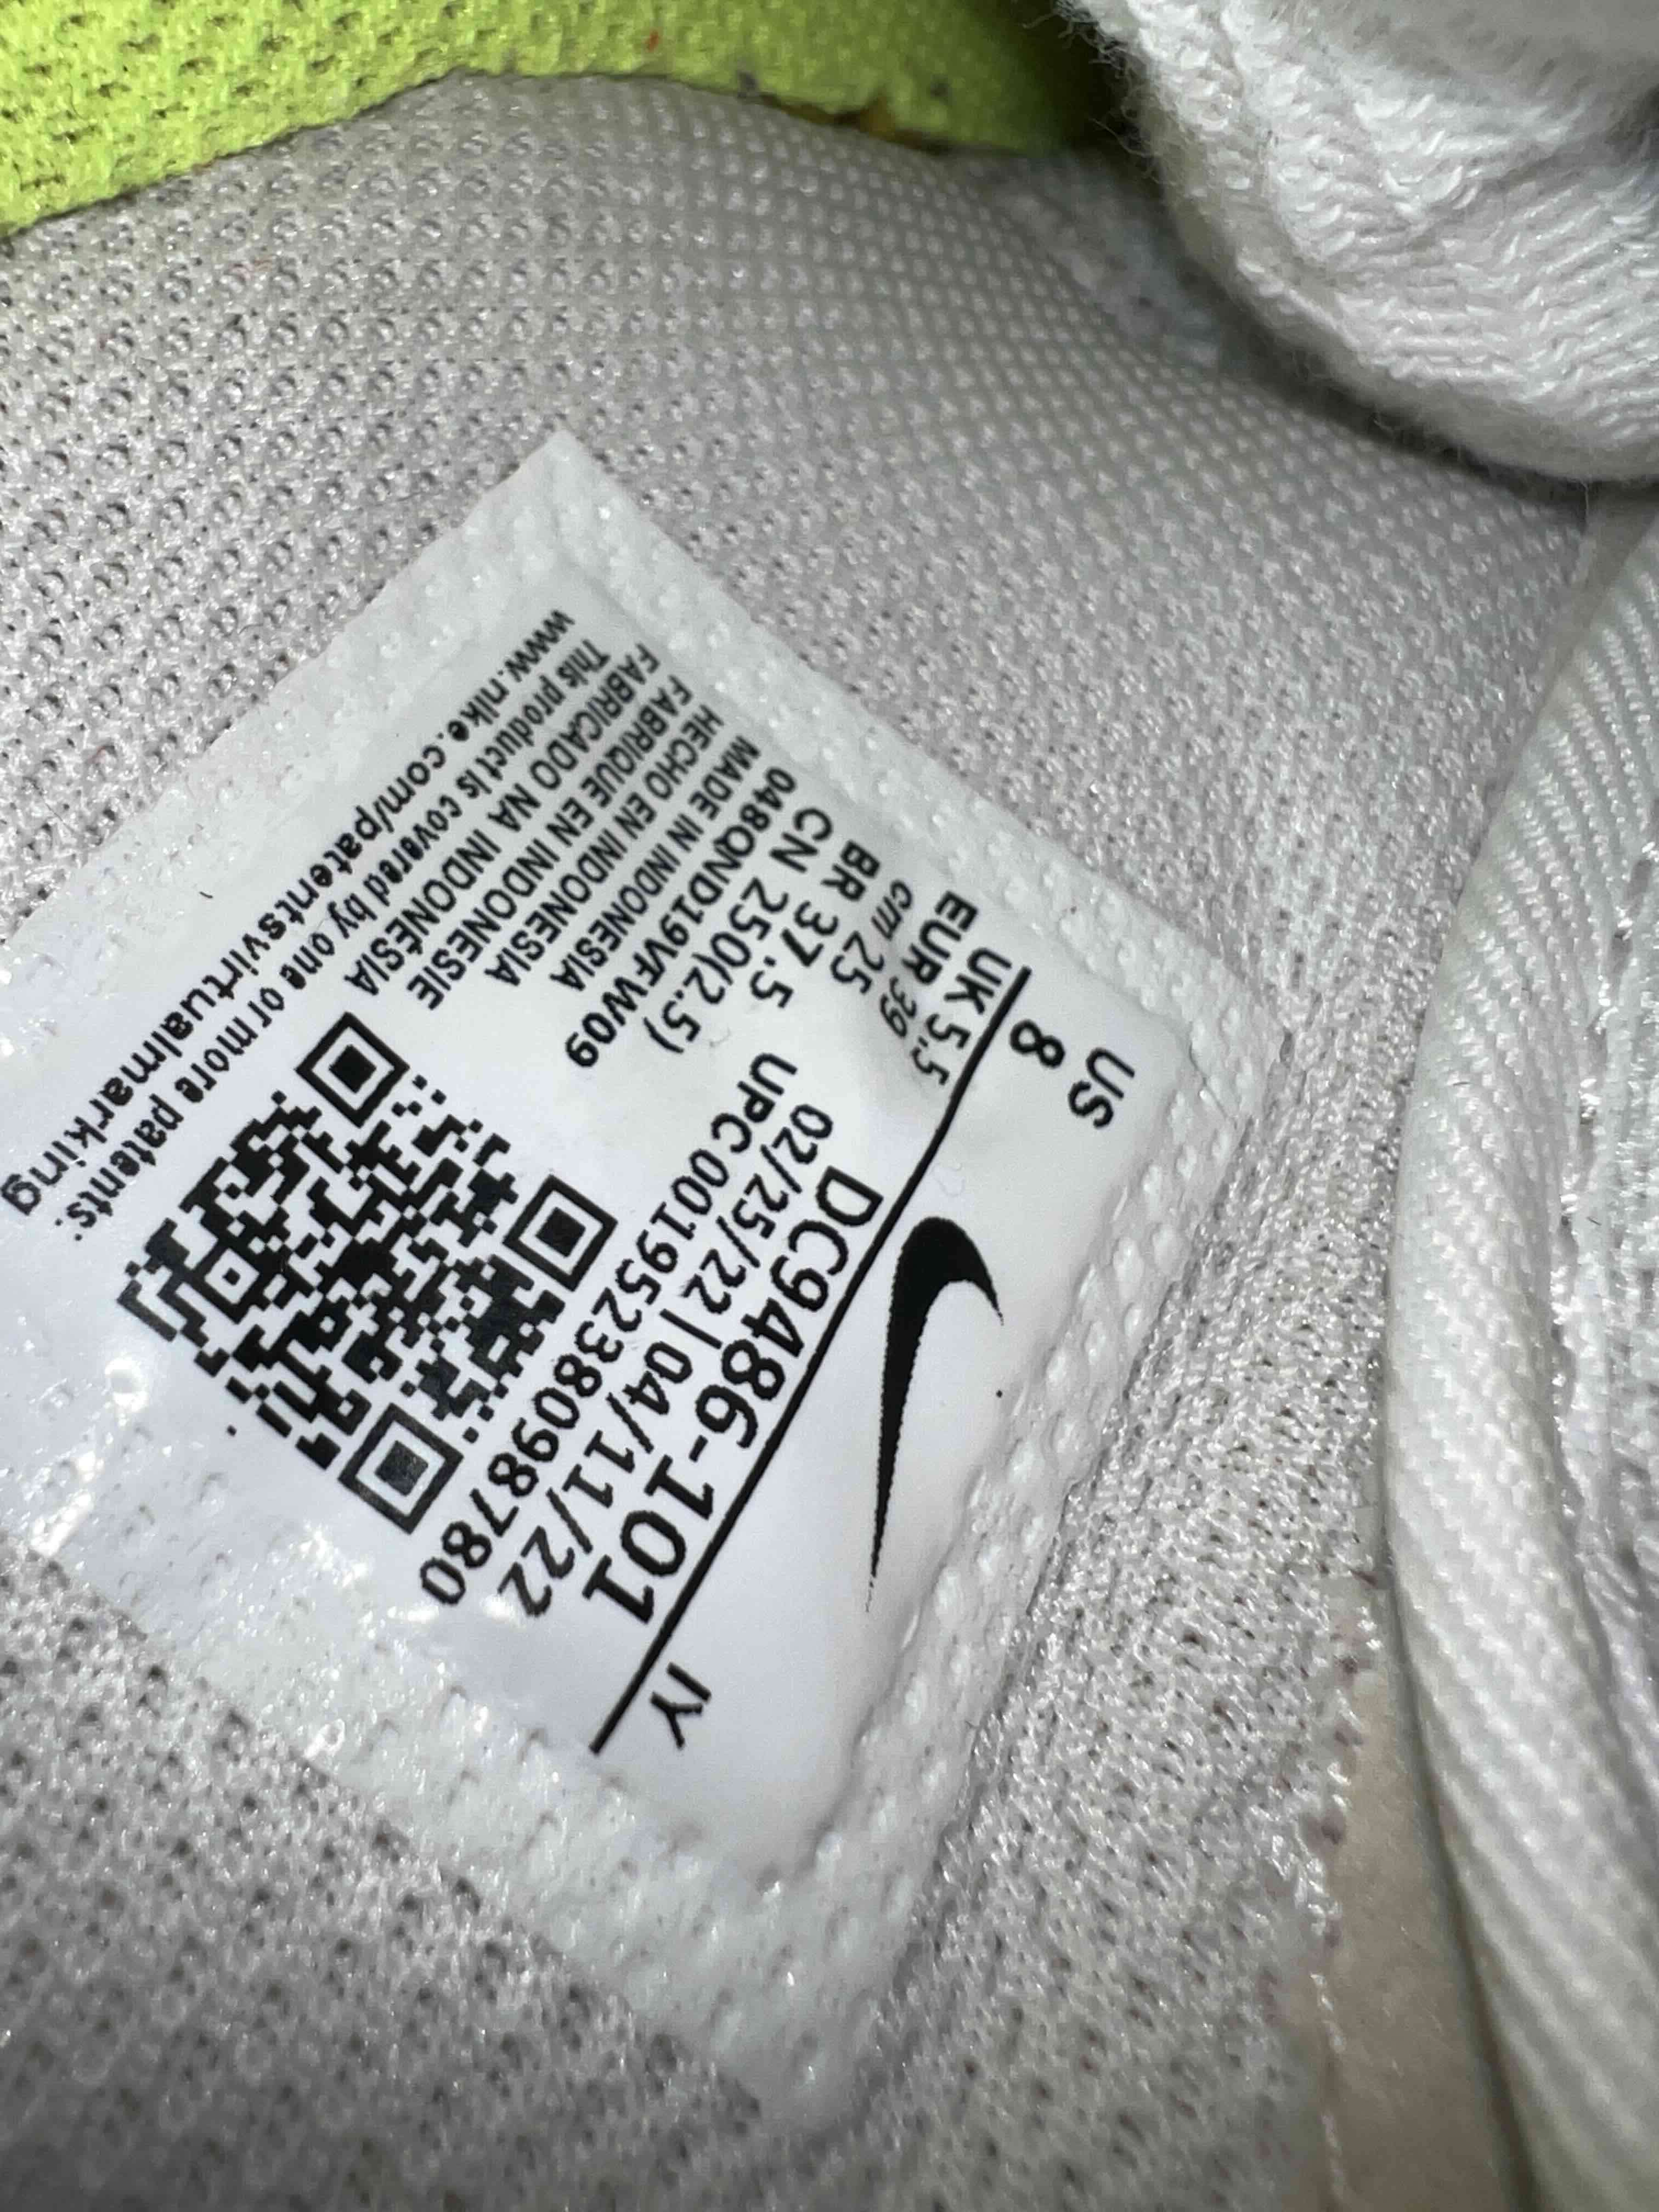 US
8
UK 5.5
EUR 39
cm 25
BR 37.5
CN 250(2.5)
048QND19VFW09
MADE IN INDONESIA
HECHO EN INDONESIA
FABRIQUE EN INDONESIE
FABRICADO NA INDONÉSIA
This product is covered by one or more patents:
www.nike.com/patentsvirtualmarking
IY
DC9486-101
02/25/22 | 04/11/22
UPC 00195238098780